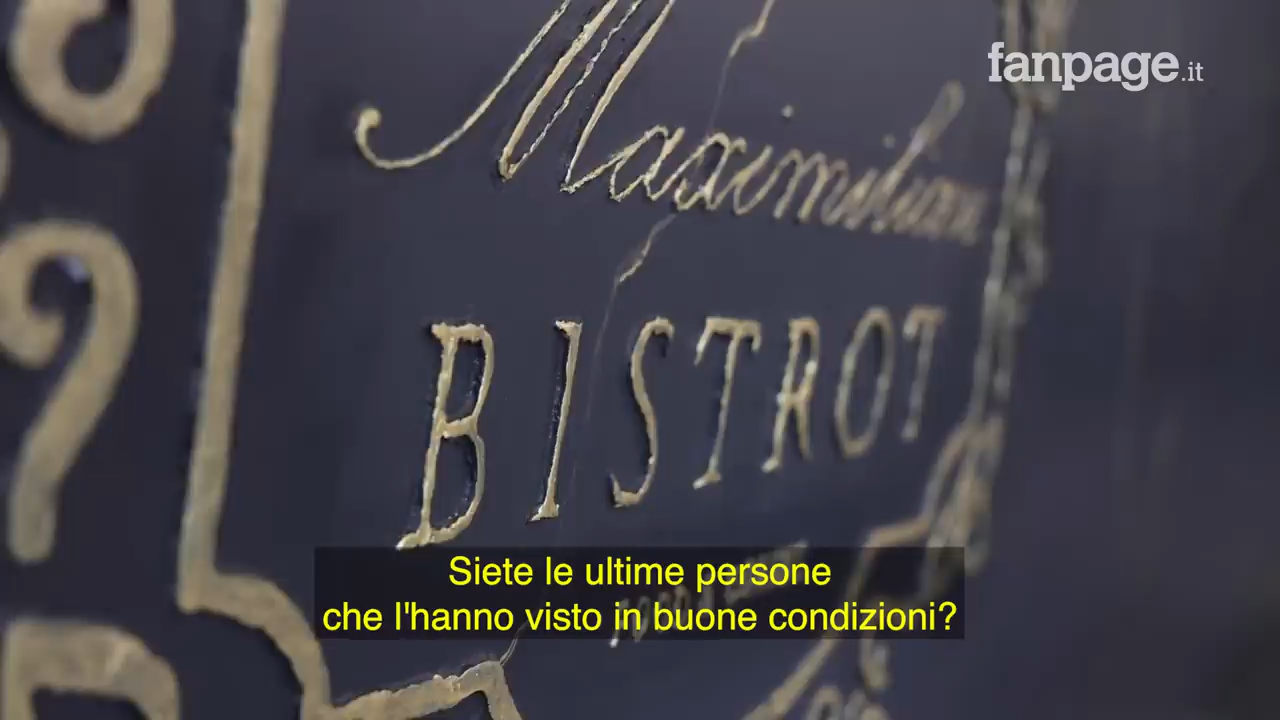 fanpage.it
Maximilian
BISTROT
Siete le ultime persone
che l'hanno visto in buone condizioni?